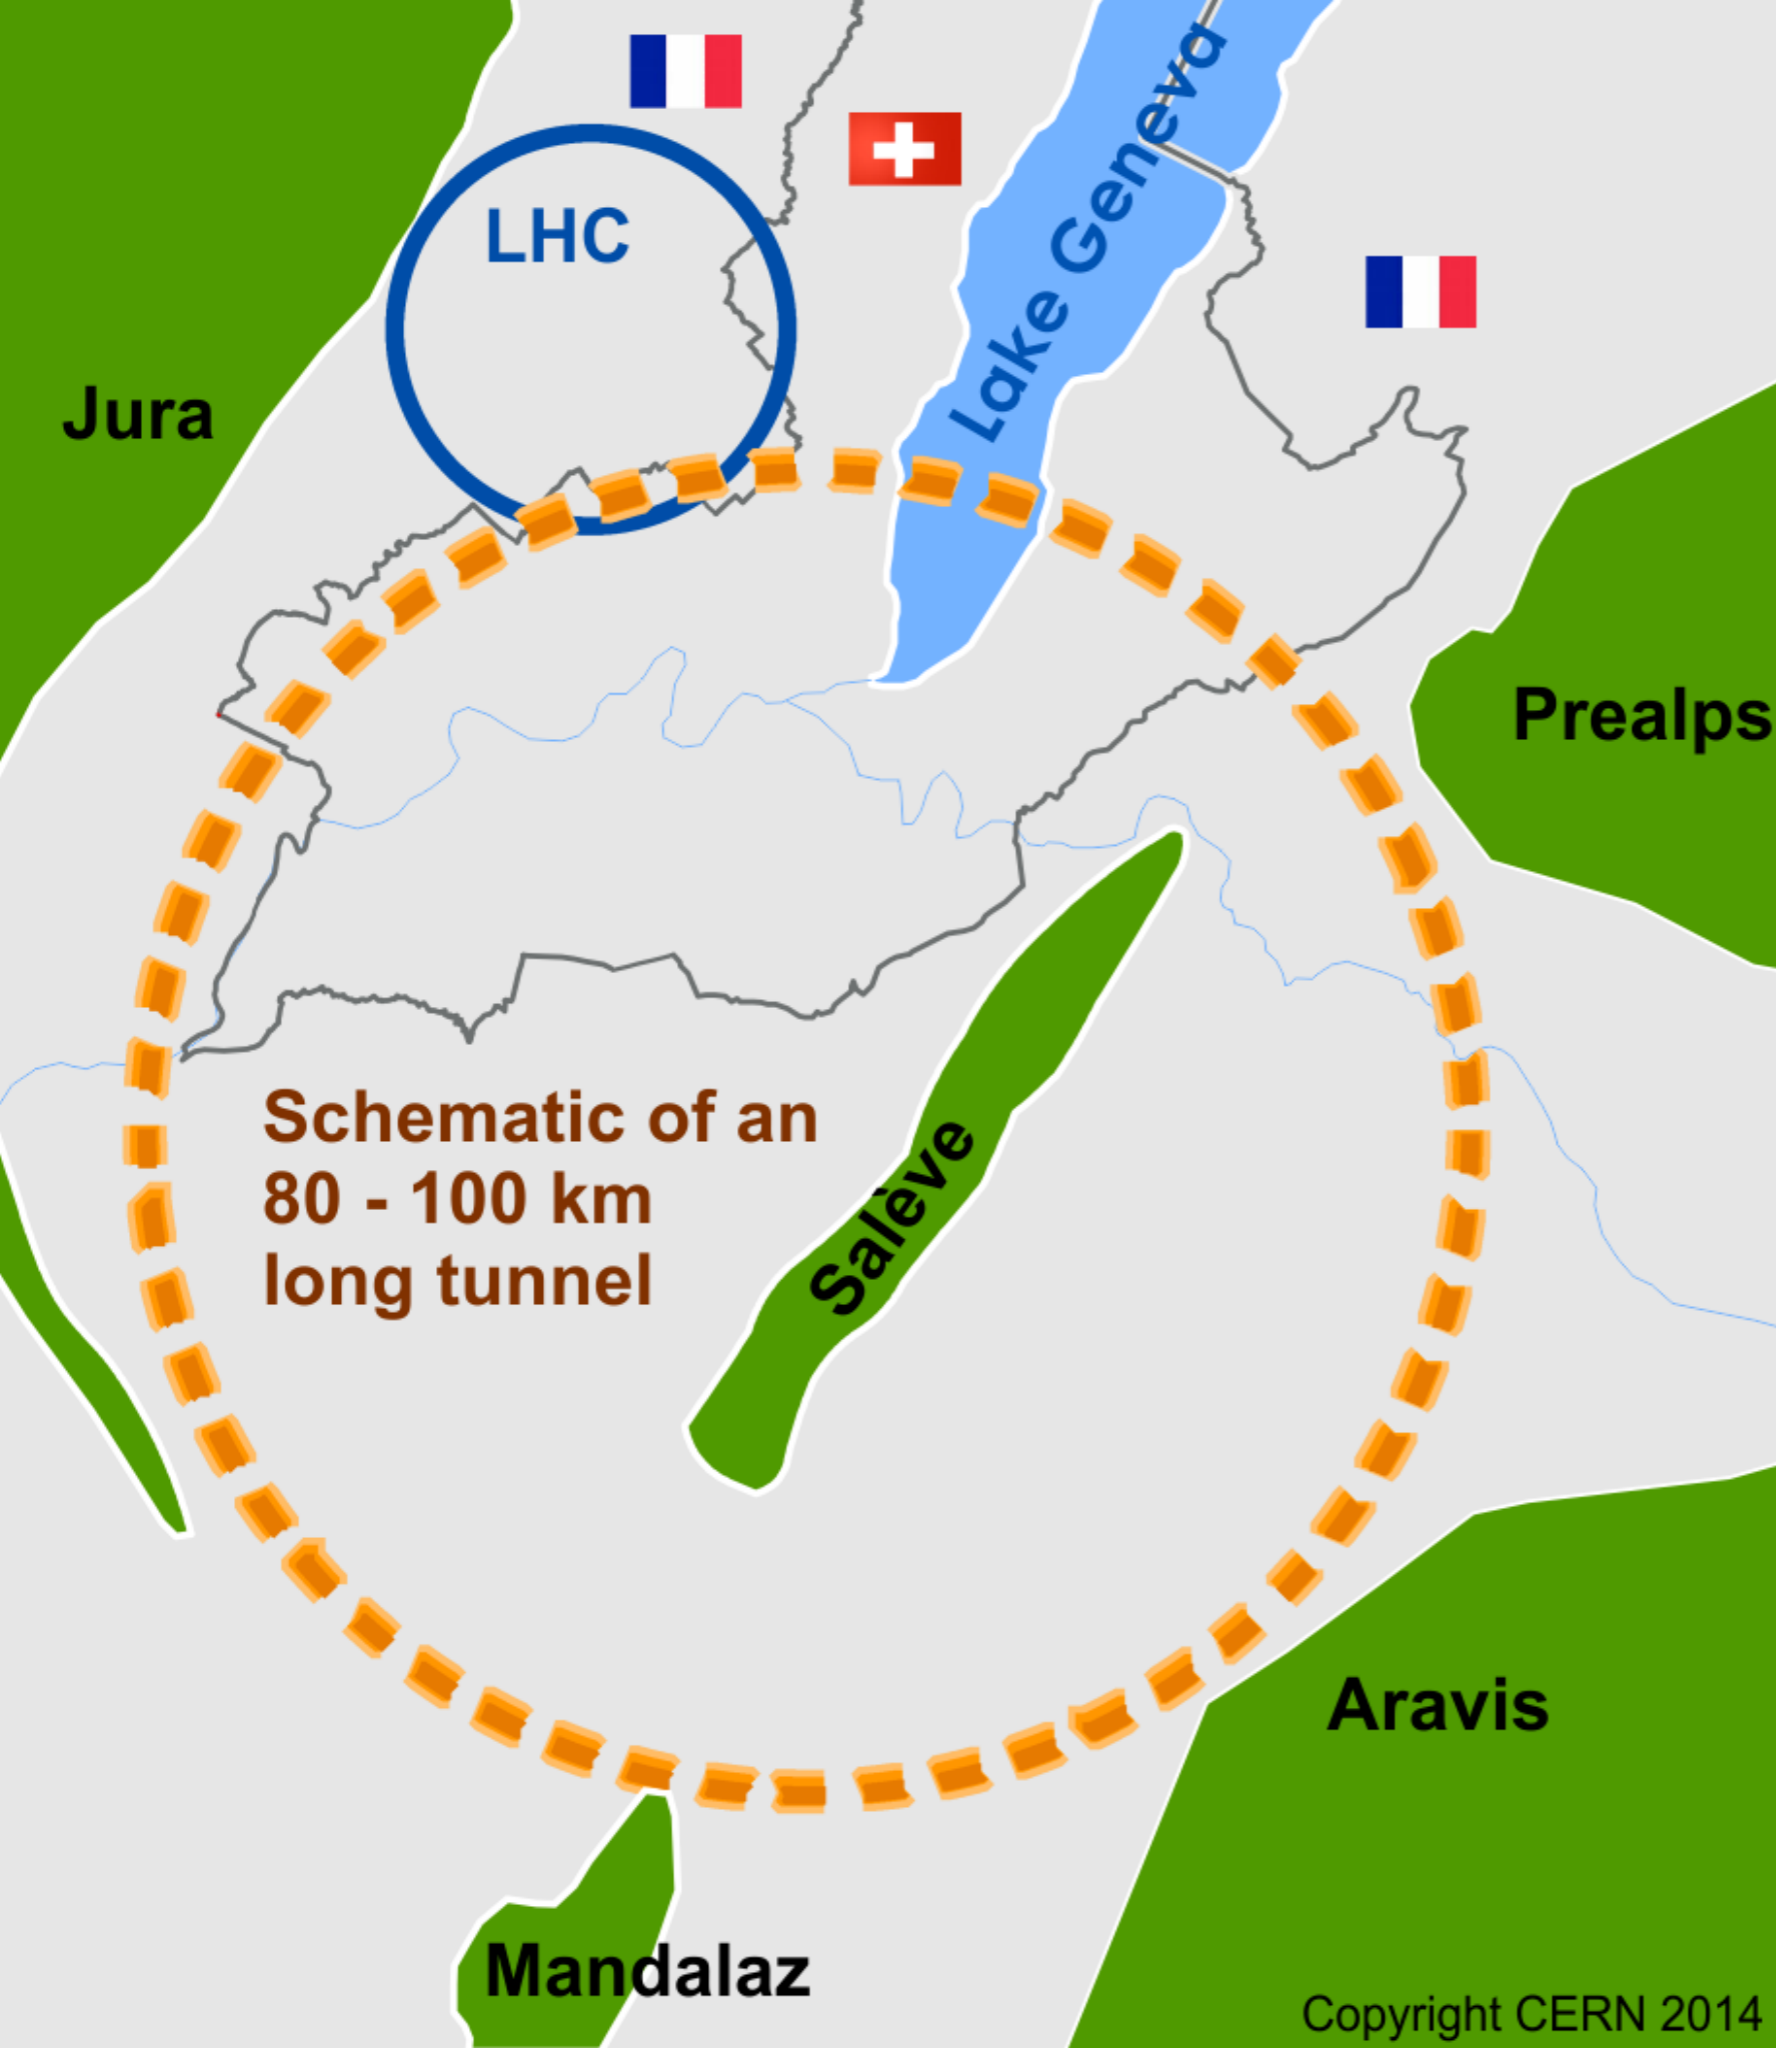 LHC
Lake Geneva
Jura
Prealps
Schematic of an
80 - 100 km
long tunnel
Salève
Aravis
Mandalaz
Copyright CERN 2014